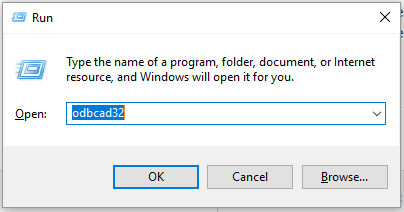 Run
Type the name of a program, folder, document, or Internet
resource, and Windows will open it for you.
Open: odbcad32
OK Cancel Browse...